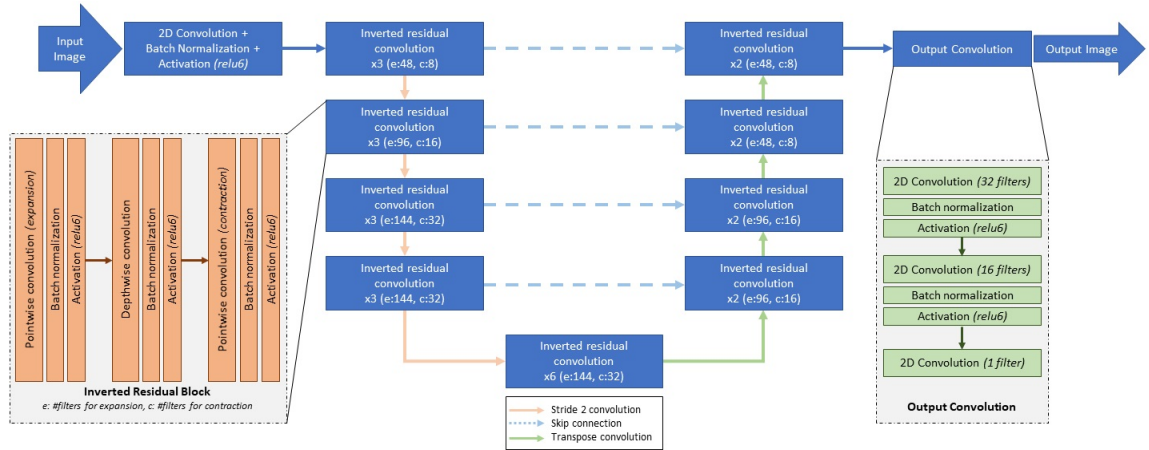 Input
Image
2D Convolution +
Batch Normalization +
Activation (relu6)
Inverted residual
convolution
x3 (e:48, c:8)
Inverted residual
convolution
x2 (e:48, c:8)
Output Convolution
Output Image
Inverted residual
convolution
x3 (e:96, c:16)
Inverted residual
convolution
x2 (e:48, c:8)
Inverted residual
convolution
x3 (e:144, c:32)
Inverted residual
convolution
x2 (e:96, c:16)
Inverted residual
convolution
x3 (e:144, c:32)
Inverted residual
convolution
x2 (e:96, c:16)
Inverted residual
convolution
x6 (e:144, c:32)
Pointwise convolution (expansion)
Batch normalization
Activation (relu6)
Depthwise convolution
Batch normalization
Activation (relu6)
Pointwise convolution (contraction)
Batch normalization
Activation (relu6)
Inverted Residual Block
e: #filters for expansion, c: #filters for contraction
Stride 2 convolution
Skip connection
Transpose convolution
2D Convolution (32 filters)
Batch normalization
Activation (relu6)
2D Convolution (16 filters)
Batch normalization
Activation (relu6)
2D Convolution (1 filter)
Output Convolution